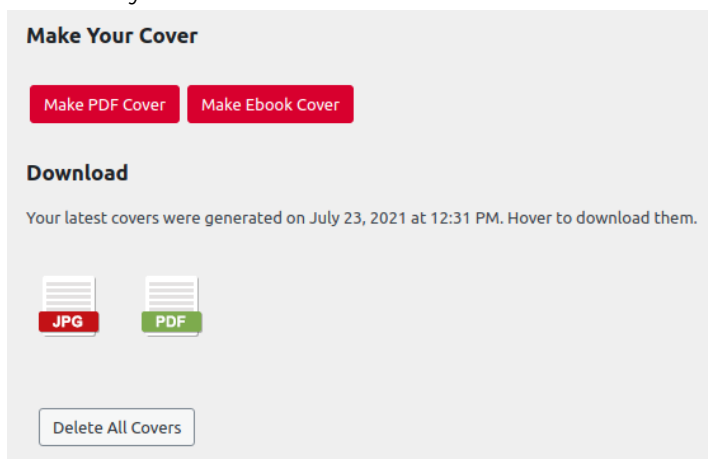 Make Your Cover
Make PDF Cover Make Ebook Cover
Download
Your latest covers were generated on July 23, 2021 at 12:31 PM. Hover to download them.
JPG PDF
Delete All Covers